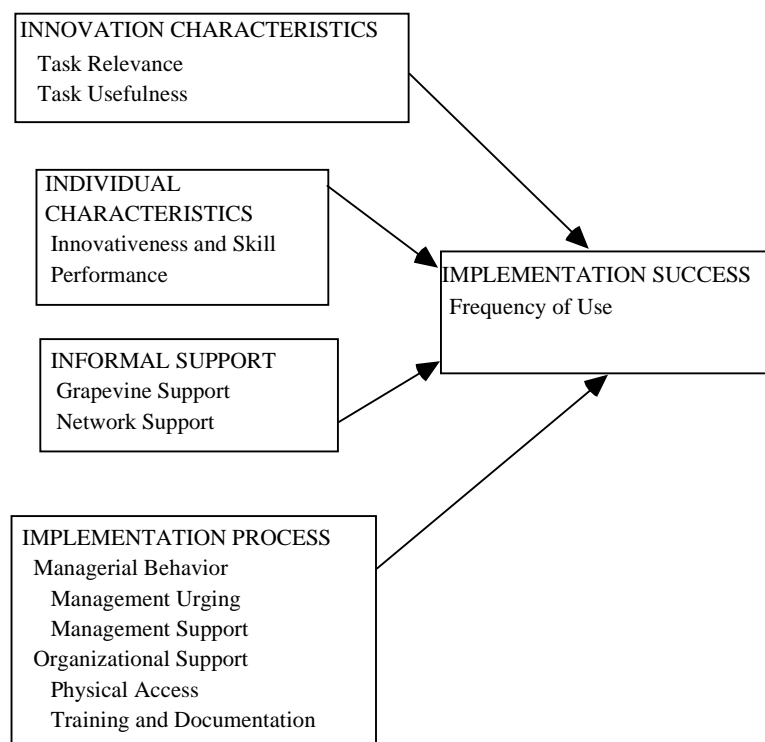 INNOVATION CHARACTERISTICS
Task Relevance
Task Usefulness
INDIVIDUAL
CHARACTERISTICS
Innovativeness and Skill
Performance
INFORMAL SUPPORT
Grapevine Support
Network Support
IMPLEMENTATION PROCESS
Managerial Behavior
Management Urging
Management Support
Organizational Support
Physical Access
Training and Documentation
IMPLEMENTATION SUCCESS
Frequency of Use